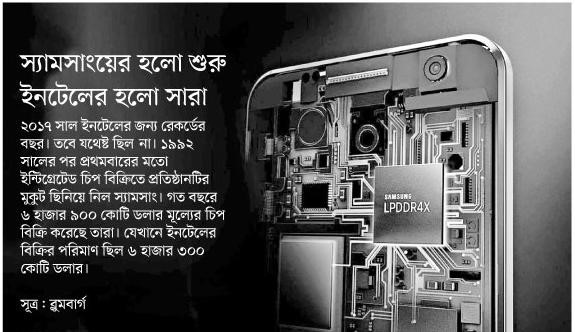 স্যামসাংয়ের হলো শুরু
ইনটেলের হলো সারা
২০১৭ সাল ইনটেলের জন্য রেকর্ডের
বছর। তবে যথেষ্ট ছিল না। ১৯৯২
সালের পর প্রথমবারের মতো
ইন্টিগ্রেটেড চিপ বিক্রিতে প্রতিষ্ঠানটির
মুকুট ছিনিয়ে নিল স্যামসাং। গত বছরে
৬ হাজার ৯০০ কোটি ডলার মূল্যের চিপ
বিক্রি করেছে তারা। যেখানে ইনটেলের
বিক্রির পরিমাণ ছিল ৬ হাজার ৩০০
কোটি ডলার।
সূত্র : ব্লুমবার্গ
SAMSUNG
LPDDR4X